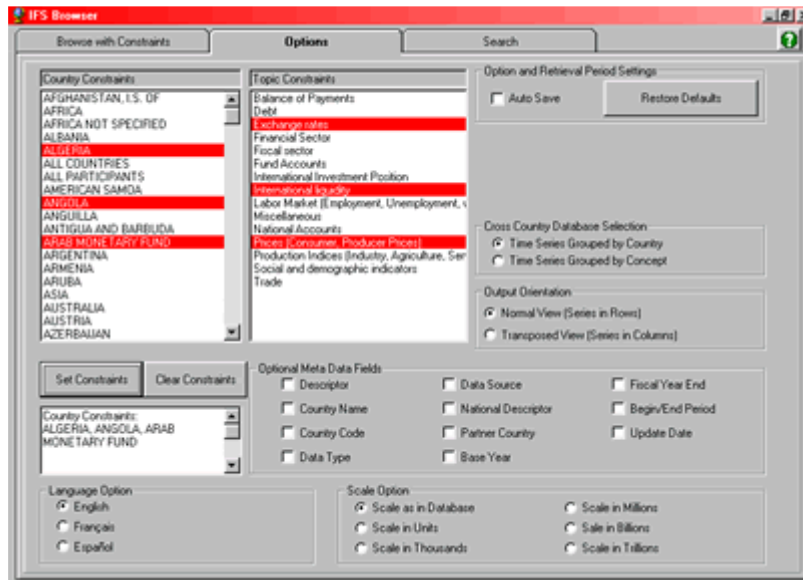 IFS Browser
Browse with Constraints
Options
Search
Country Constraints
AFGHANISTAN, I.S. OF
AFRICA
AFRICA NOT SPECIFIED
ALBANIA
ALGERIA
ALL COUNTRIES
ALL PARTICIPANTS
AMERICAN SAMOA
ANGOLA
ANGUILLA
ANTIGUA AND BARBUDA
ARAB MONETARY FUND
ARGENTINA
ARMENIA
ARUBA
ASIA
AUSTRALIA
AUSTRIA
AZERBAIJAN
Topic Constraints
Balance of Payments
Debt
Exchange rates
Financial Sector
Fiscal sector
Fund Accounts
International Investment Position
International liquidity
Labor Market (Employment, Unemployment, v
Miscellaneous
National Accounts
Prices (Consumer, Producer Prices)
Production Indices (Industry, Agriculture, Ser
Social and demographic indicators
Trade
Option and Retrieval Period Settings
Auto Save
Restore Defaults
Cross Country Database Selection
Time Series Grouped by Country
Time Series Grouped by Concept
Output Orientation
Normal View (Series in Rows)
Transposed View (Series in Columns)
Set Constraints
Clear Constraints
Country Constraints:
ALGERIA, ANGOLA, ARAB
MONETARY FUND
Optional Meta Data Fields
Descriptor
Data Source
Fiscal Year End
Country Name
National Descriptor
Begin/End Period
Country Code
Partner Country
Update Date
Data Type
Base Year
Language Option
English
Français
Español
Scale Option
Scale as in Database
Scale in Millions
Scale in Units
Sale in Billions
Scale in Thousands
Scale in Trillions